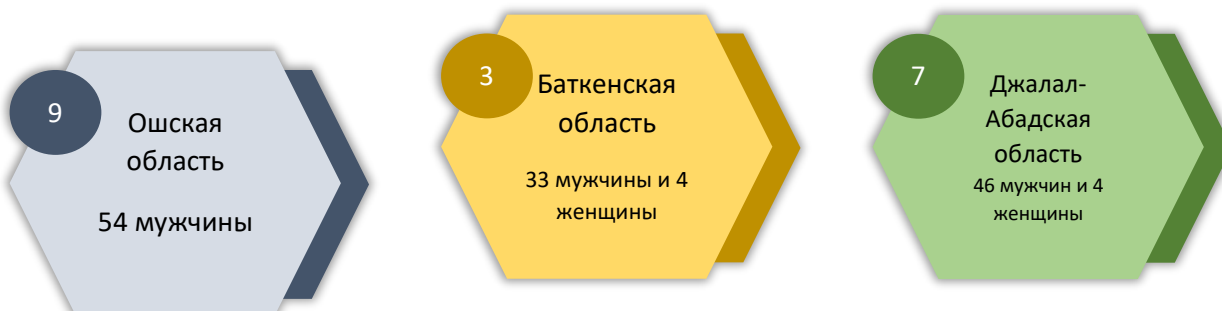 9
Ошская
область
54 мужчины
3
Баткенская
область
33 мужчины и 4
женщины
7
Джалал-
Абадская
область
46 мужчин и 4
женщины